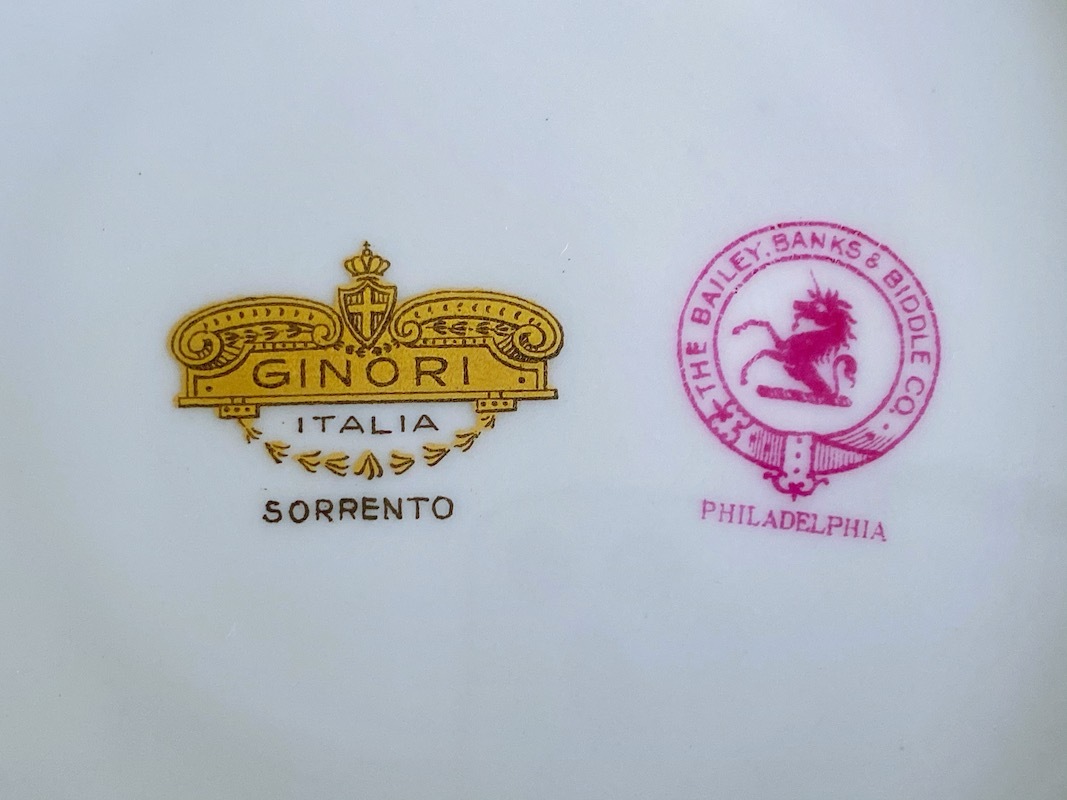 GINORI
ITALIA
SORRENTO
THE BAILEY, BANKS & BIDDLE CO.
PHILADELPHIA